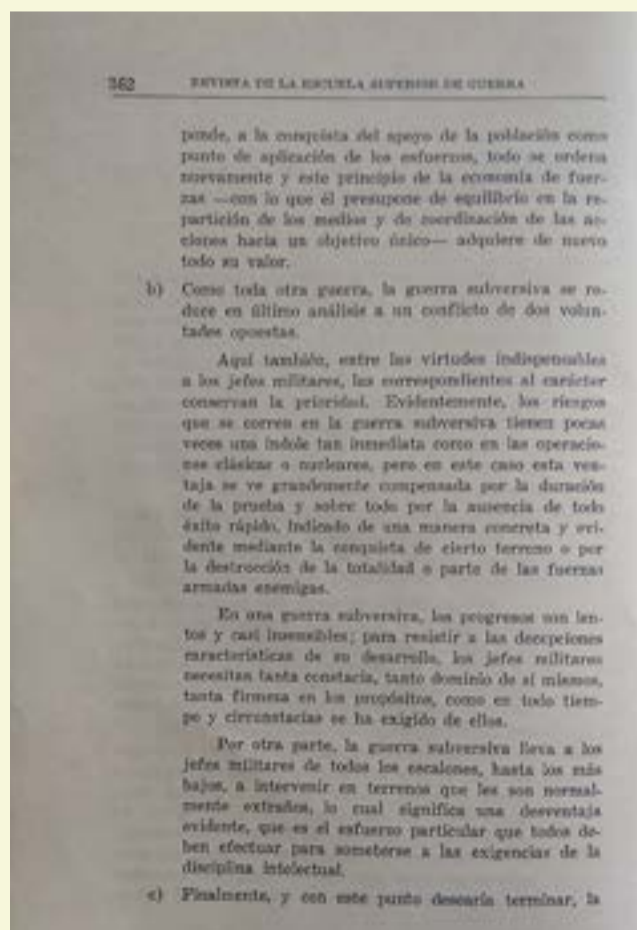 362 REVISTA DE LA ESCUELA SUPERIOR DE GUERRA
ponde, a la conquista del apoyo de la población como
punto de aplicación de los esfuerzos, todo se ordena
nuevamente y este principio de la economía de fuer-
zas —con lo que él presupone de equilibrio en la re-
partición de los medios y de coordinación de las ac-
ciones hacia un objetivo único— adquiere de nuevo
todo su valor.
b) Como toda otra guerra, la guerra subversiva se re-
duce en último análisis a un conflicto de dos volun-
tades opuestas.
Aquí también, entre las virtudes indispensables
a los jefes militares, las correspondientes al carácter
conservan la prioridad. Evidentemente, los riesgos
que se corren en la guerra subversiva tienen pocas
veces una índole tan inmediata como en las operacio-
nes clásicas o nucleares, pero en este caso esta ven-
taja se ve grandemente compensada por la duración
de la prueba y sobre todo por la ausencia de todo
éxito rápido, indicado de una manera concreta y evi-
dente mediante la conquista de cierto terreno o por
la destrucción de la totalidad o parte de las fuerzas
armadas enemigas.
En una guerra subversiva, los progresos son len-
tos y casi insensibles; para resistir a las decepciones
características de su desarrollo, los jefes militares
necesitan tanta constacia, tanto dominio de sí mismos,
tanta firmeza en los propósitos, como en todo tiem-
po y circunstacias se ha exigido de ellos.
Por otra parte, la guerra subversiva lleva a los
jefes militares de todos los escalones, hasta los más
bajos, a intervenir en terrenos que les son normal-
mente extraños, lo cual significa una desventaja
evidente, que es el esfuerzo particular que todos de-
ben efectuar para someterse a las exigencias de la
disciplina intelectual.
c) Finalmente, y con este punto desearía terminar, la